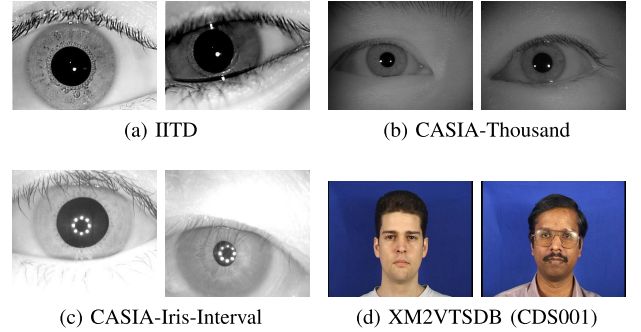 (a) IITD
(b) CASIA-Thousand
(c) CASIA-Iris-Interval
(d) XM2VTSDB (CDS001)